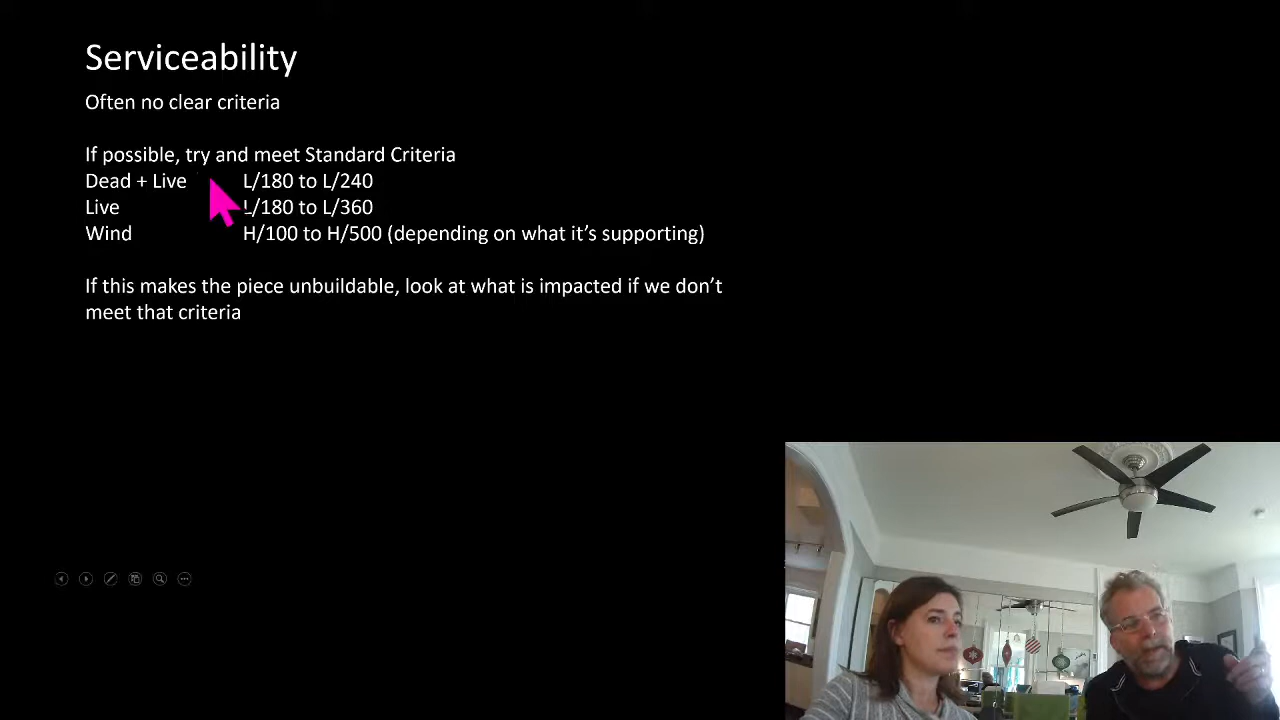 Serviceability
Often no clear criteria
If possible, try and meet Standard Criteria
Dead + Live L/180 to L/240
Live L/180 to L/360
Wind H/100 to H/500 (depending on what it's supporting)
If this makes the piece unbuildable, look at what is impacted if we don't
meet that criteria